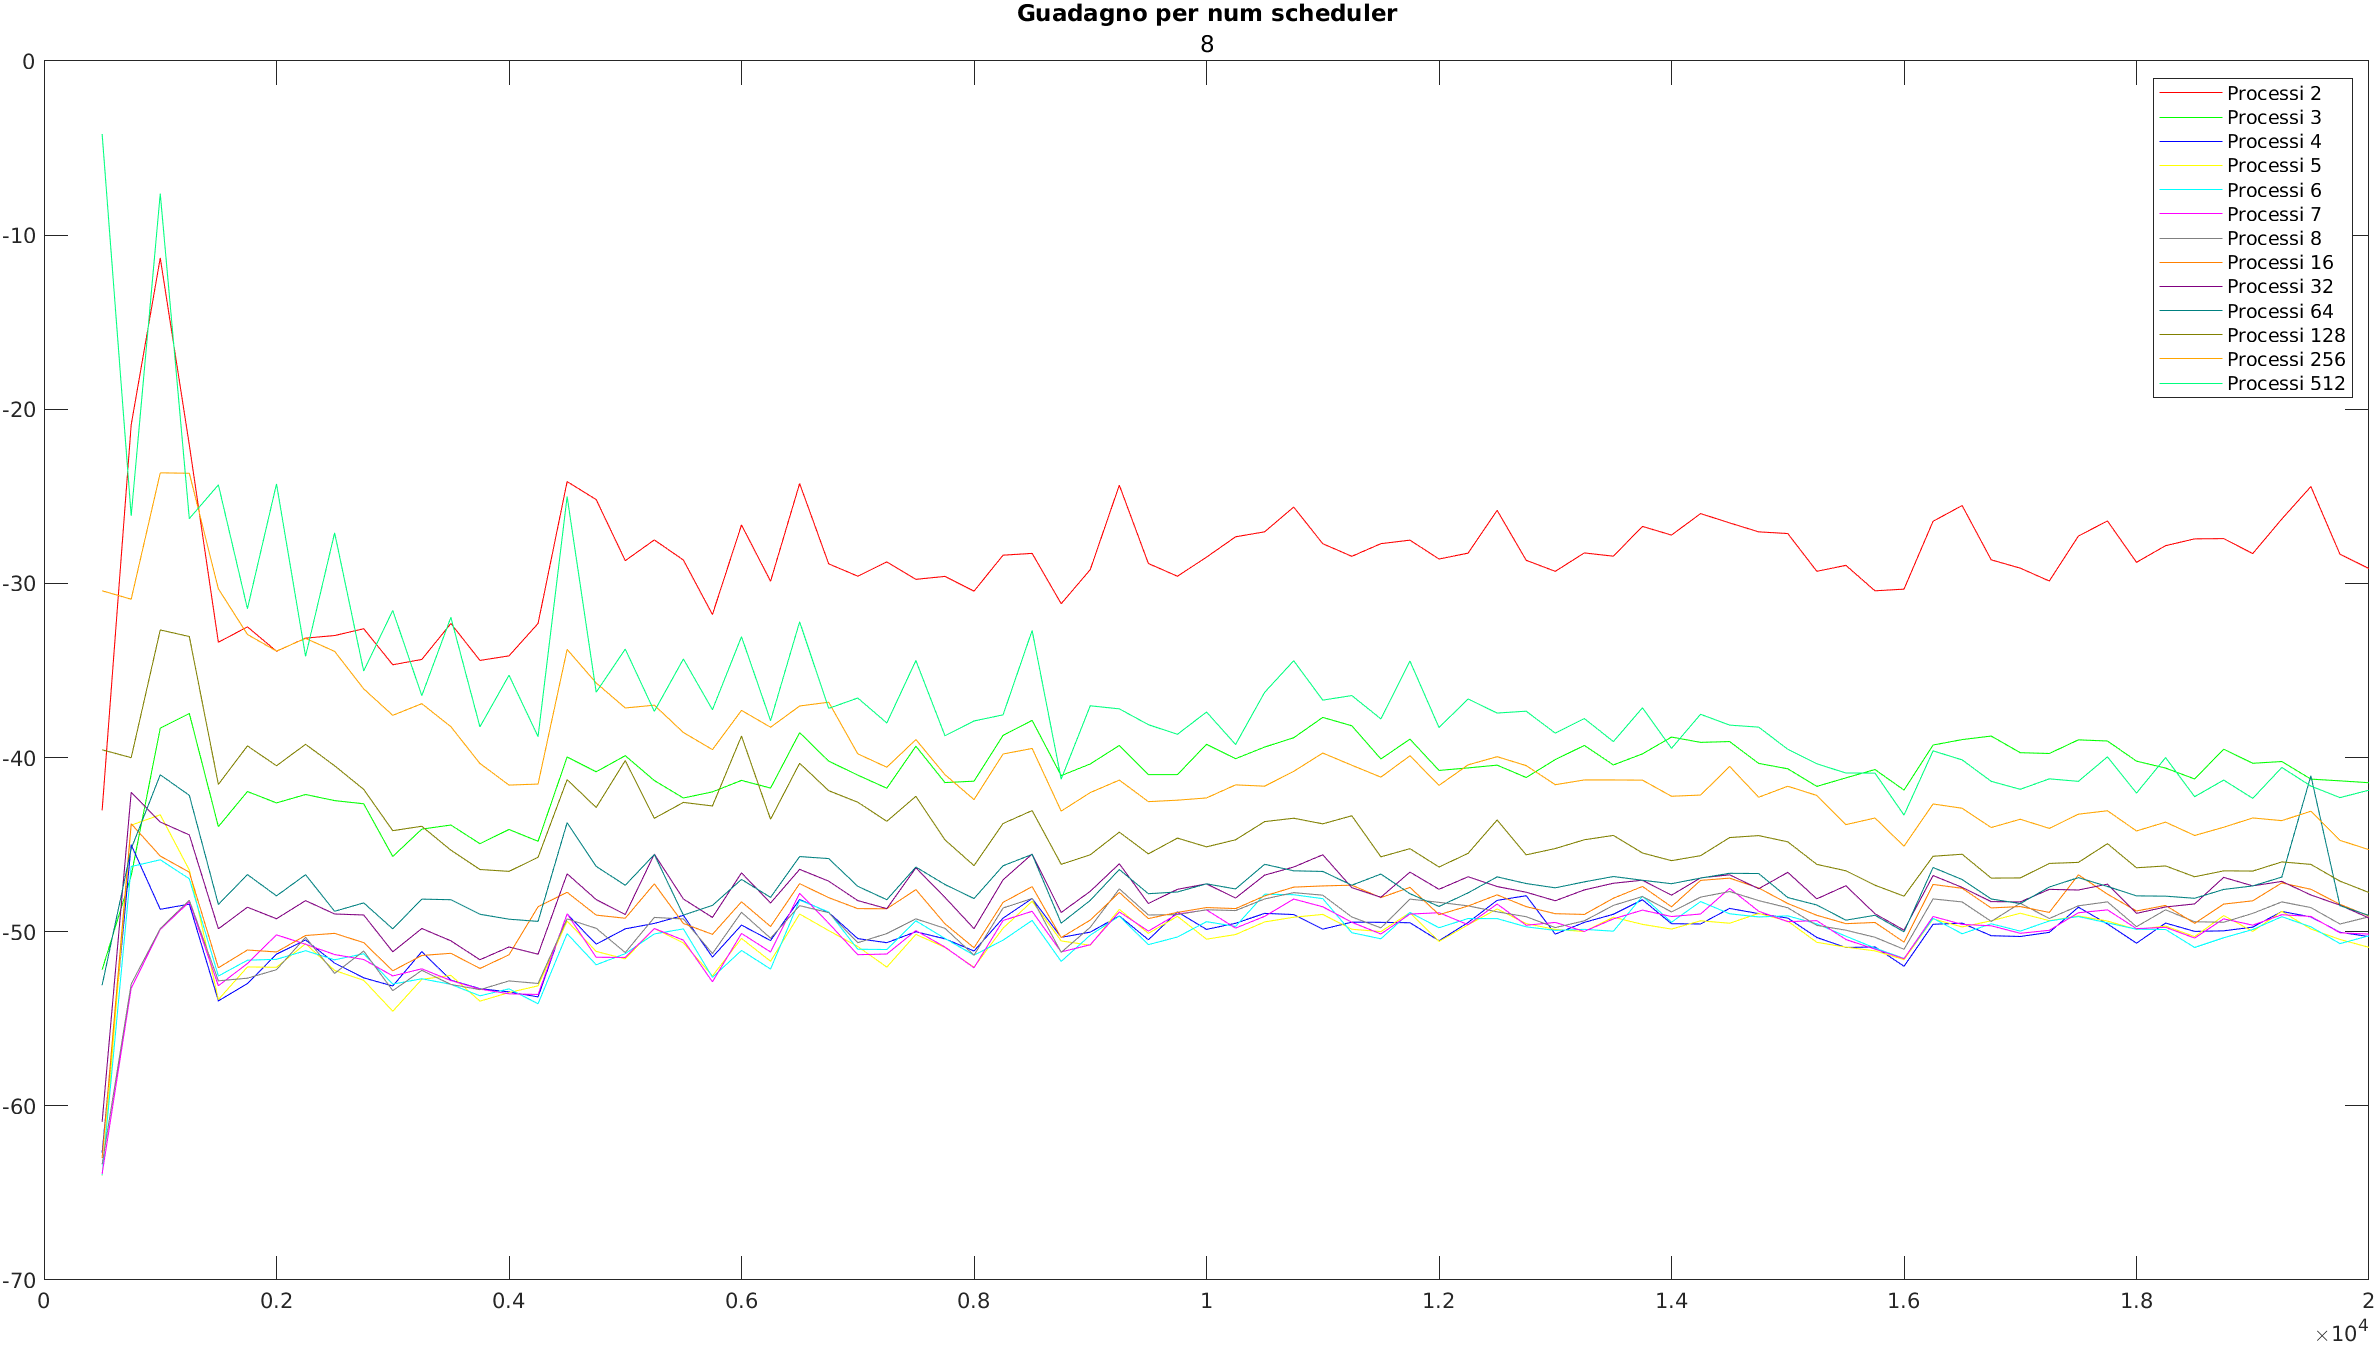 Guadagno per num scheduler
8
0
-10
-20
-30
-40
-50
-60
-70
0 0.2 0.4 0.6 0.8 1 1.2 1.4 1.6 1.8 2
×10^4
Processi 2
Processi 3
Processi 4
Processi 5
Processi 6
Processi 7
Processi 8
Processi 16
Processi 32
Processi 64
Processi 128
Processi 256
Processi 512